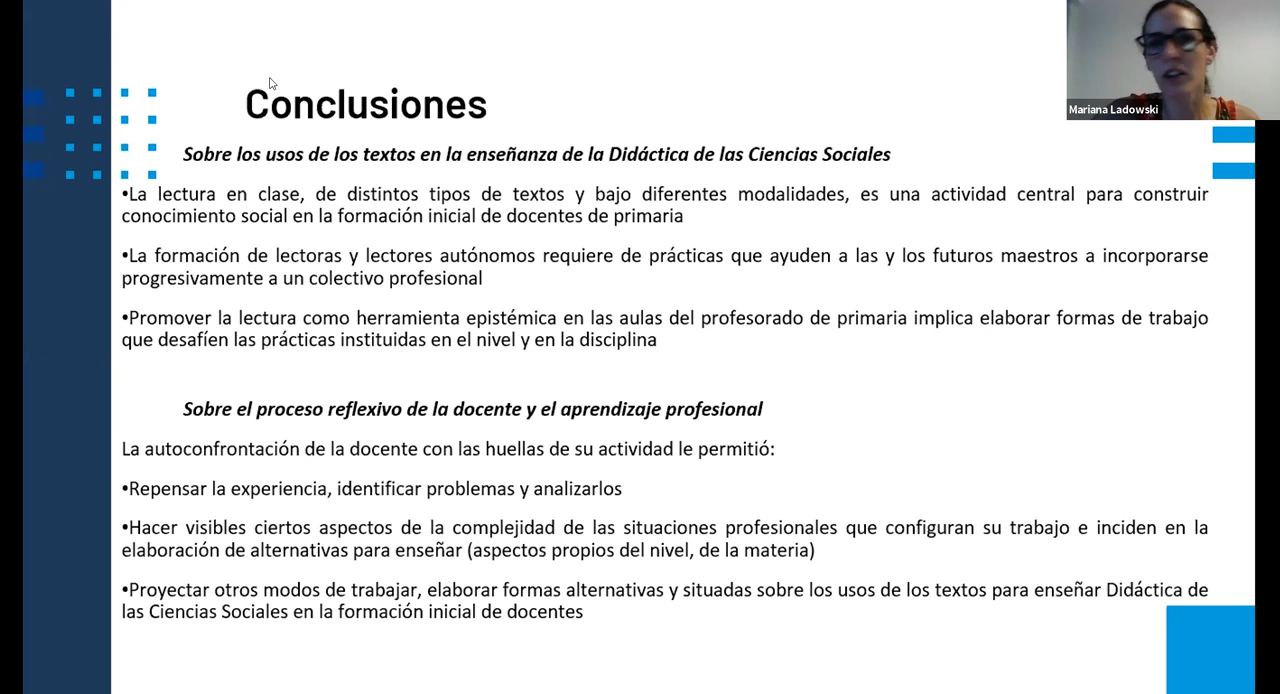 Mariana Ladowski
Conclusiones
Sobre los usos de los textos en la enseñanza de la Didáctica de las Ciencias Sociales
•La lectura en clase, de distintos tipos de textos y bajo diferentes modalidades, es una actividad central para construir
conocimiento social en la formación inicial de docentes de primaria
•La formación de lectoras y lectores autónomos requiere de prácticas que ayuden a las y los futuros maestros a incorporarse
progresivamente a un colectivo profesional
•Promover la lectura como herramienta epistémica en las aulas del profesorado de primaria implica elaborar formas de trabajo
que desafíen las prácticas instituidas en el nivel y en la disciplina
Sobre el proceso reflexivo de la docente y el aprendizaje profesional
La autoconfrontación de la docente con las huellas de su actividad le permitió:
•Repensar la experiencia, identificar problemas y analizarlos
•Hacer visibles ciertos aspectos de la complejidad de las situaciones profesionales que configuran su trabajo e inciden en la
elaboración de alternativas para enseñar (aspectos propios del nivel, de la materia)
•Proyectar otros modos de trabajar, elaborar formas alternativas y situadas sobre los usos de los textos para enseñar Didáctica de
las Ciencias Sociales en la formación inicial de docentes